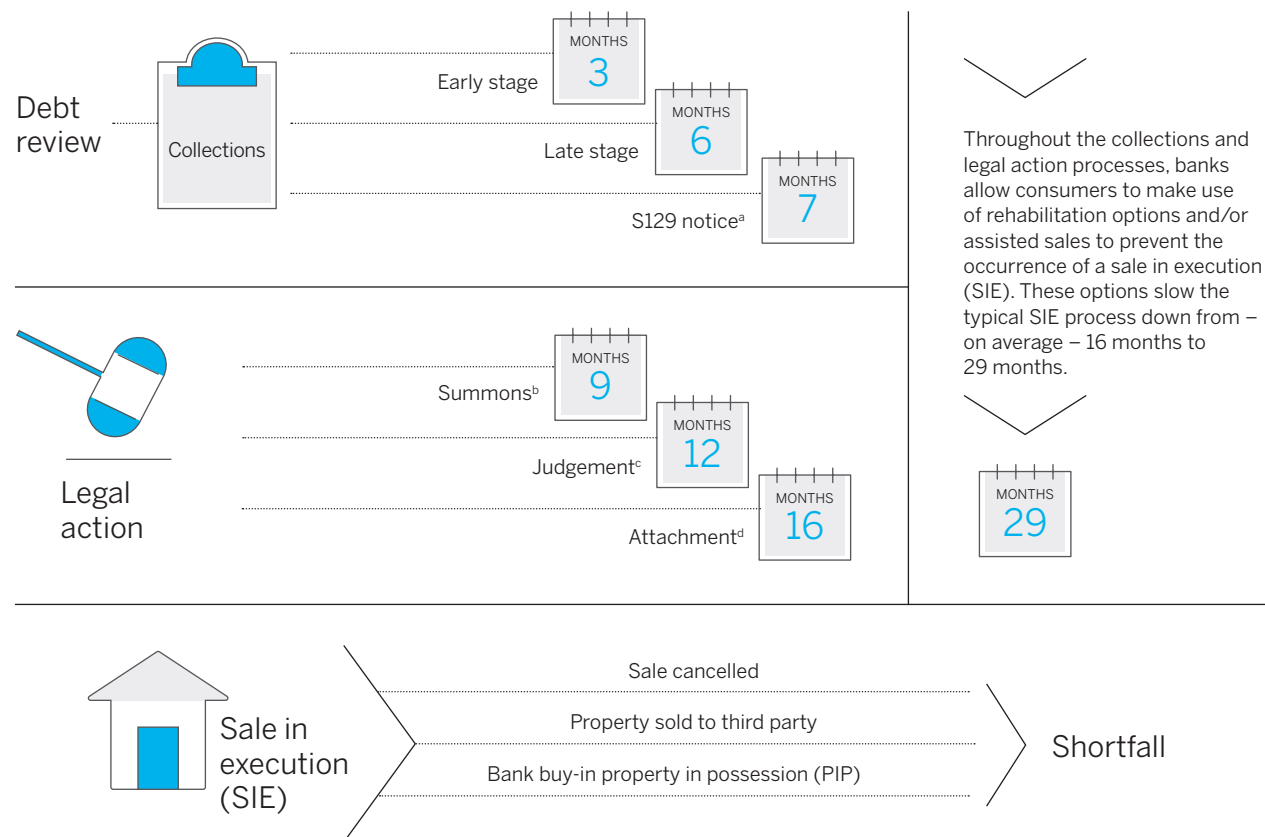 Debt
review
Collections
Early stage
MONTHS
3
Late stage
MONTHS
6
S129 noticeᵃ
MONTHS
7
Legal
action
Summonsᵇ
MONTHS
9
Judgementᶜ
MONTHS
12
Attachmentᵈ
MONTHS
16
Throughout the collections and
legal action processes, banks
allow consumers to make use
of rehabilitation options and/or
assisted sales to prevent the
occurrence of a sale in execution
(SIE). These options slow the
typical SIE process down from –
on average – 16 months to
29 months.
MONTHS
29
Sale in
execution
(SIE)
Sale cancelled
Property sold to third party
Bank buy-in property in possession (PIP)
Shortfall